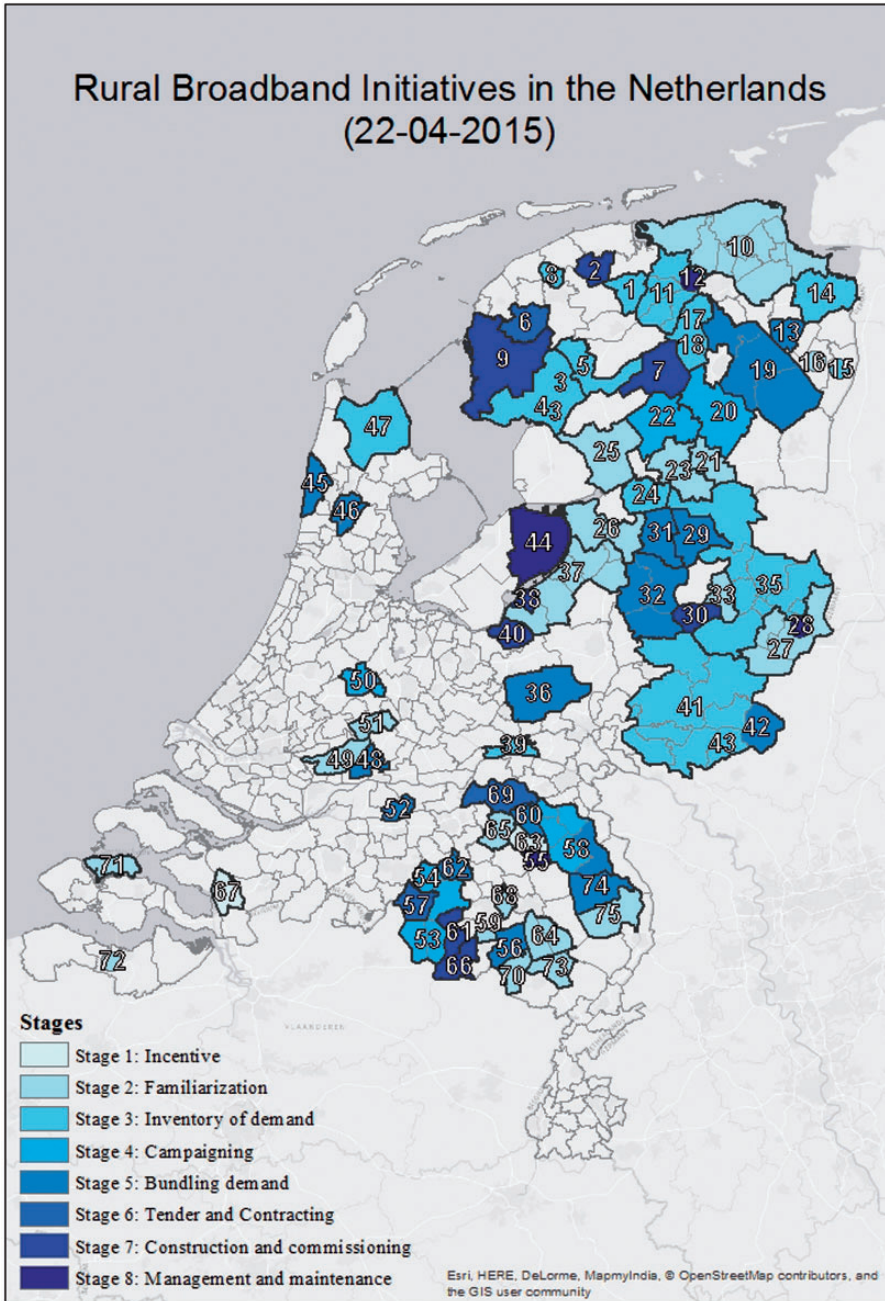 Rural Broadband Initiatives in the Netherlands
(22-04-2015)
10
8 2 12
1 11 14
6 17 13
9 5 18 16 15
3 7 19
43
47 22 20
25 23 21
45 24
46 26 31 29
44
37 35
38 32 33
40 30 28
27
50 36 41
51 42
39 43
49 48
69
52 60
65 63 58
71 62 55
54 74
67 57 68 75
61 59 64
53 56
72 66 70 73
VLAANDEREN
Stages
Stage 1: Incentive
Stage 2: Familiarization
Stage 3: Inventory of demand
Stage 4: Campaigning
Stage 5: Bundling demand
Stage 6: Tender and Contracting
Stage 7: Construction and commissioning
Stage 8: Management and maintenance
Esri, HERE, DeLorme, MapmyIndia, © OpenStreetMap contributors, and
the GIS user community